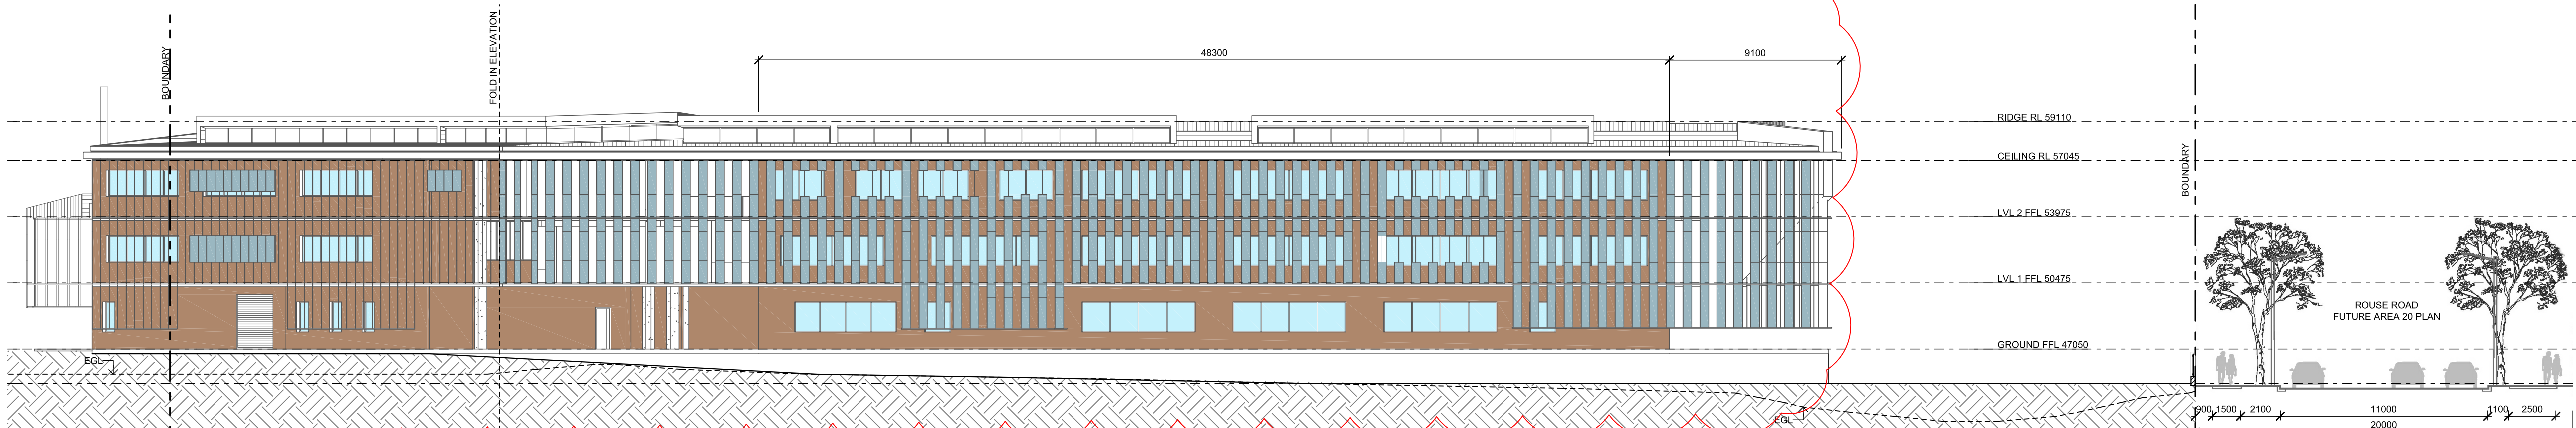 BOUNDARY
FOLD IN ELEVATION
48300
9100
RIDGE RL 59110
CEILING RL 57045
BOUNDARY
LVL 2 FFL 53975
LVL 1 FFL 50475
ROUSE ROAD
FUTURE AREA 20 PLAN
GROUND FFL 47050
EGL
EGL
900 1500 2100 11000 1100 2500
20000